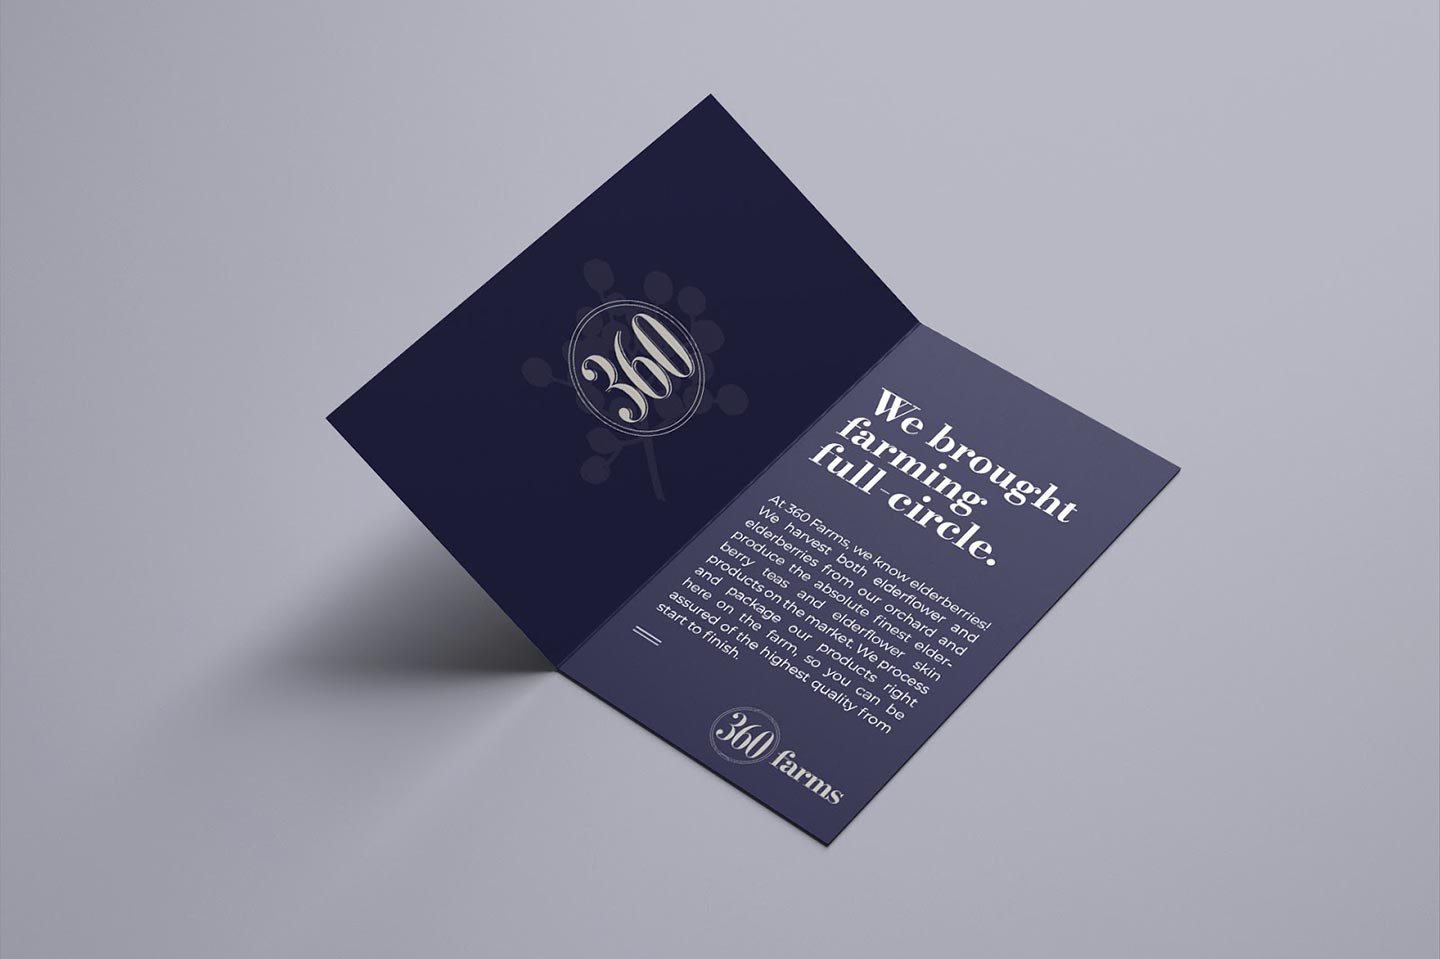 360
We brought
farming
full-circle.
At 360 Farms, we know elderberries!
We harvest both elderflower and
elderberries from our orchard and
produce the absolute finest elder-
berry teas and elderflower skin
products on the market. We process
and package our products right
here on the farm, so you can be
assured of the highest quality from
start to finish.
360 farms